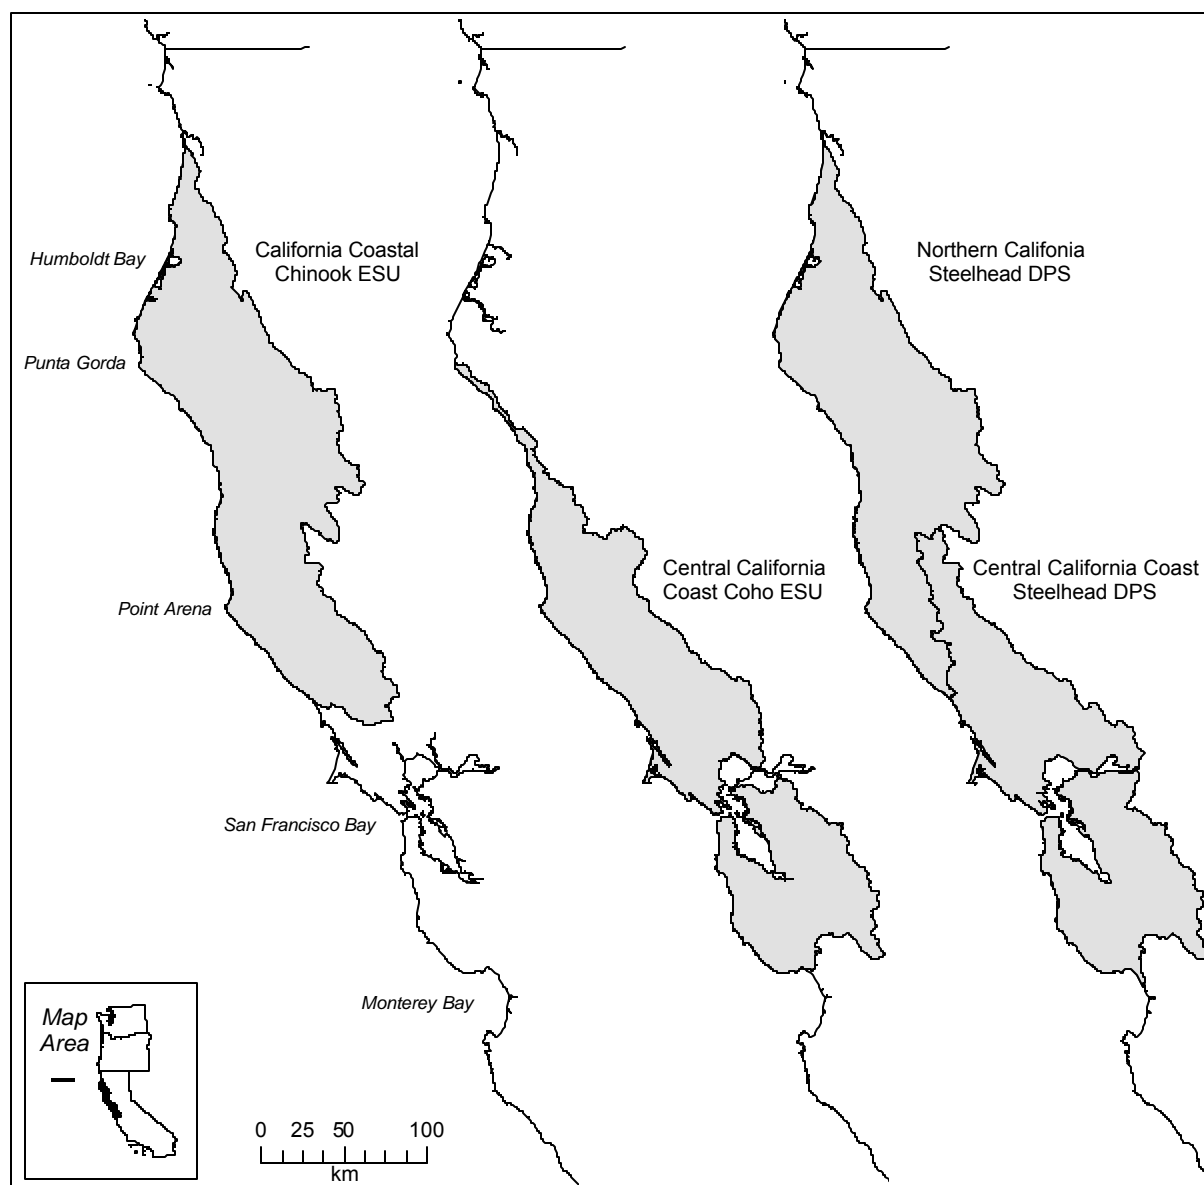 Humboldt Bay
California Coastal
Chinook ESU
Northern Califonia
Steelhead DPS
Punta Gorda
Central California
Coast Coho ESU
Central California Coast
Steelhead DPS
Point Arena
San Francisco Bay
Monterey Bay
Map
Area
0 25 50 100
km